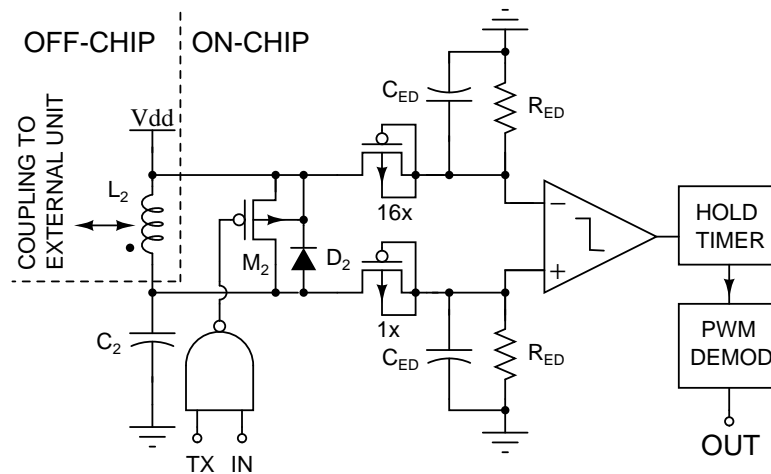 OFF-CHIP
ON-CHIP
Vdd
L2
COUPLING TO
EXTERNAL UNIT
C2
M2
D2
TX
IN
16x
1x
CED
RED
CED
RED
−
+
HOLD
TIMER
PWM
DEMOD
OUT